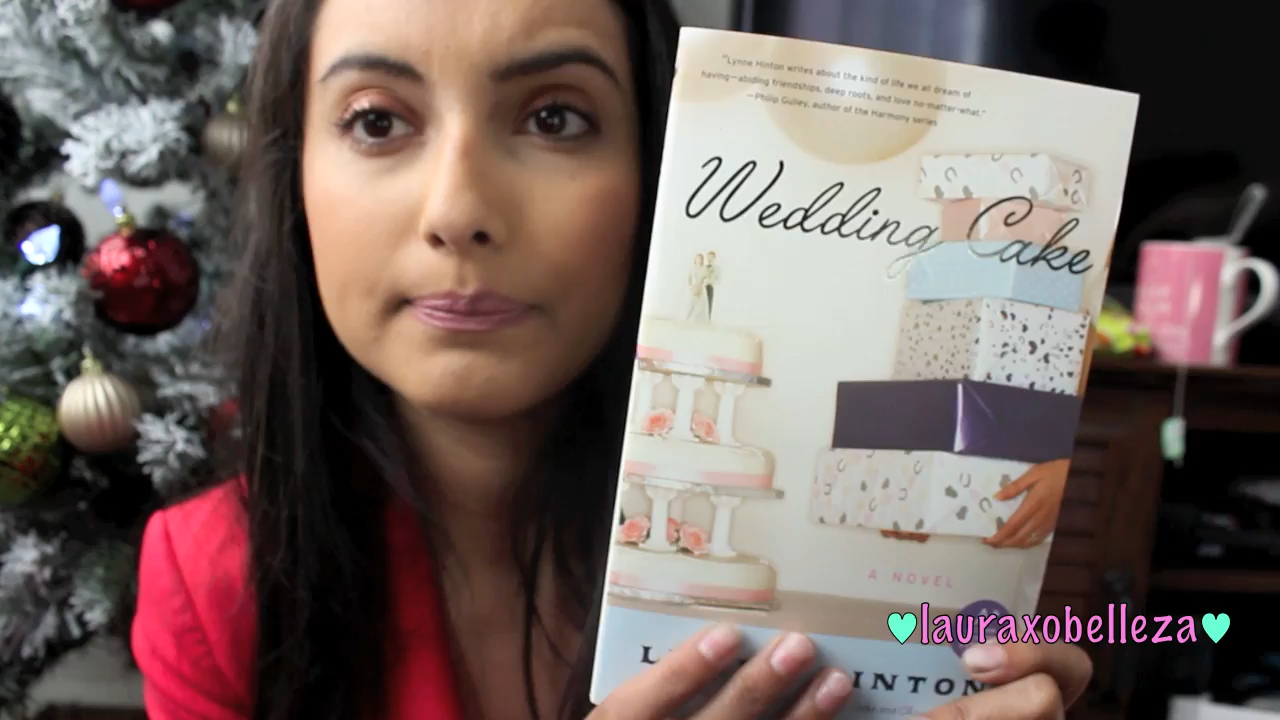 "Lynne Hinton writes about the kind of life we all dream of
having—abiding friendships, deep roots, and love no-matter-what."
—Philip Gulley, author of the Harmony series
Wedding Cake
A NOVEL
♥lauraxobelleza♥
L INTON